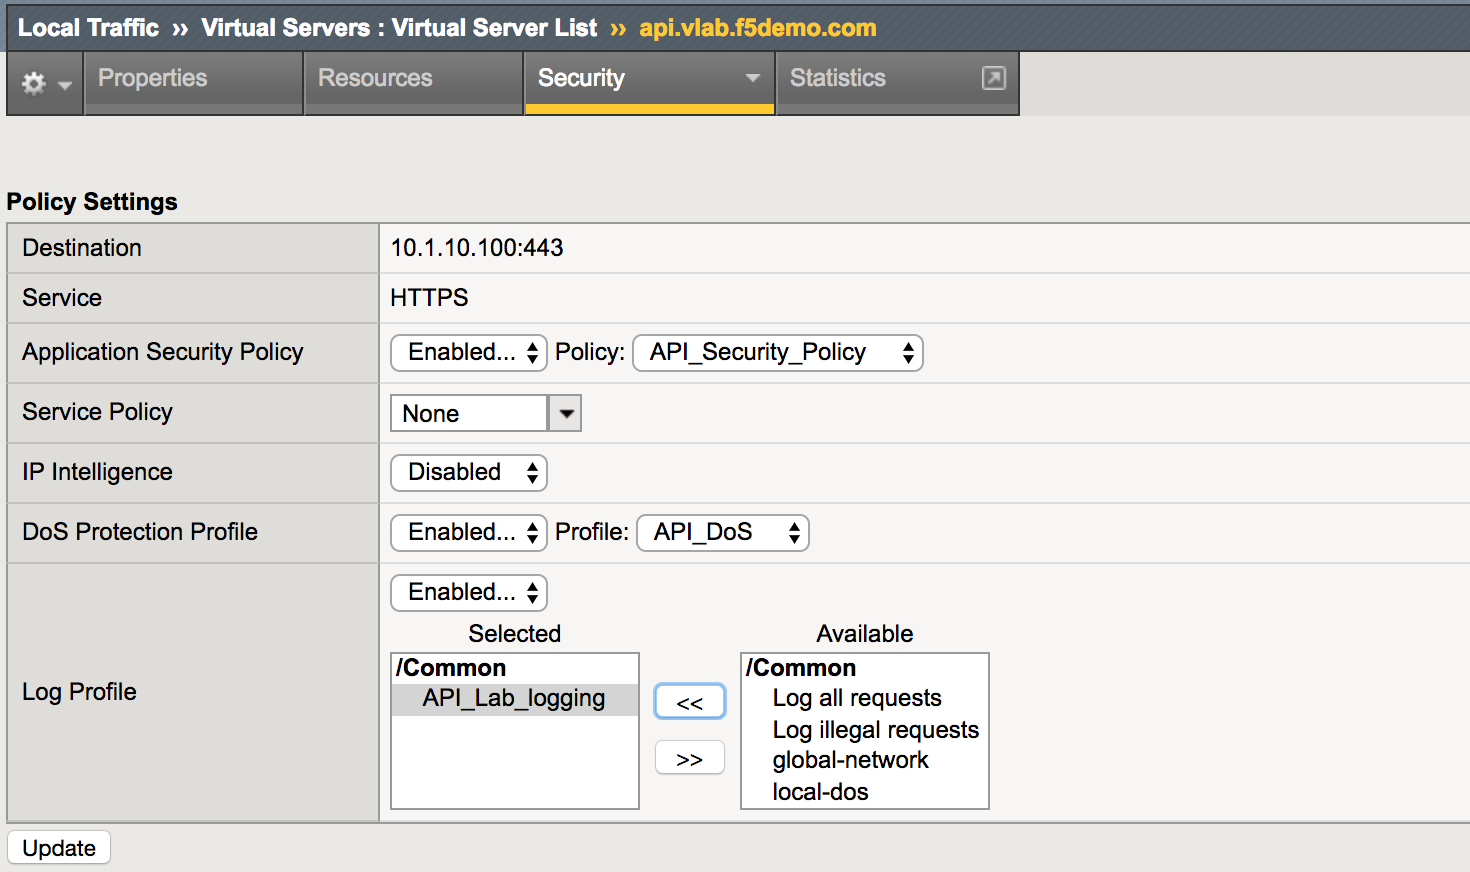 Local Traffic » Virtual Servers : Virtual Server List » api.vlab.f5demo.com
Properties Resources Security Statistics
Policy Settings
Destination 10.1.10.100:443
Service HTTPS
Application Security Policy Enabled... Policy: API_Security_Policy
Service Policy None
IP Intelligence Disabled
DoS Protection Profile Enabled... Profile: API_DoS
Log Profile Enabled...
Selected Available
/Common /Common
API_Lab_logging << Log all requests
Log illegal requests
>> global-network
local-dos
Update